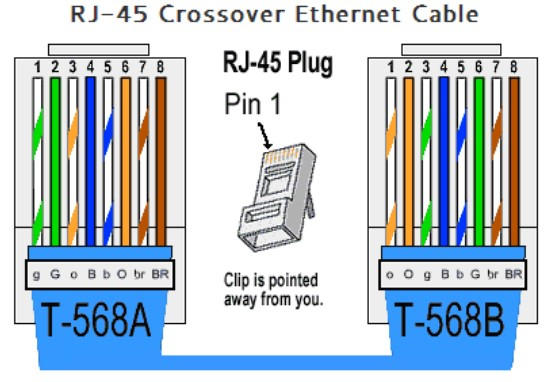 RJ-45 Crossover Ethernet Cable
1 2 3 4 5 6 7 8
g G o B b O br BR
T-568A
RJ-45 Plug
Pin 1
Clip is pointed
away from you.
1 2 3 4 5 6 7 8
o O g B b G br BR
T-568B